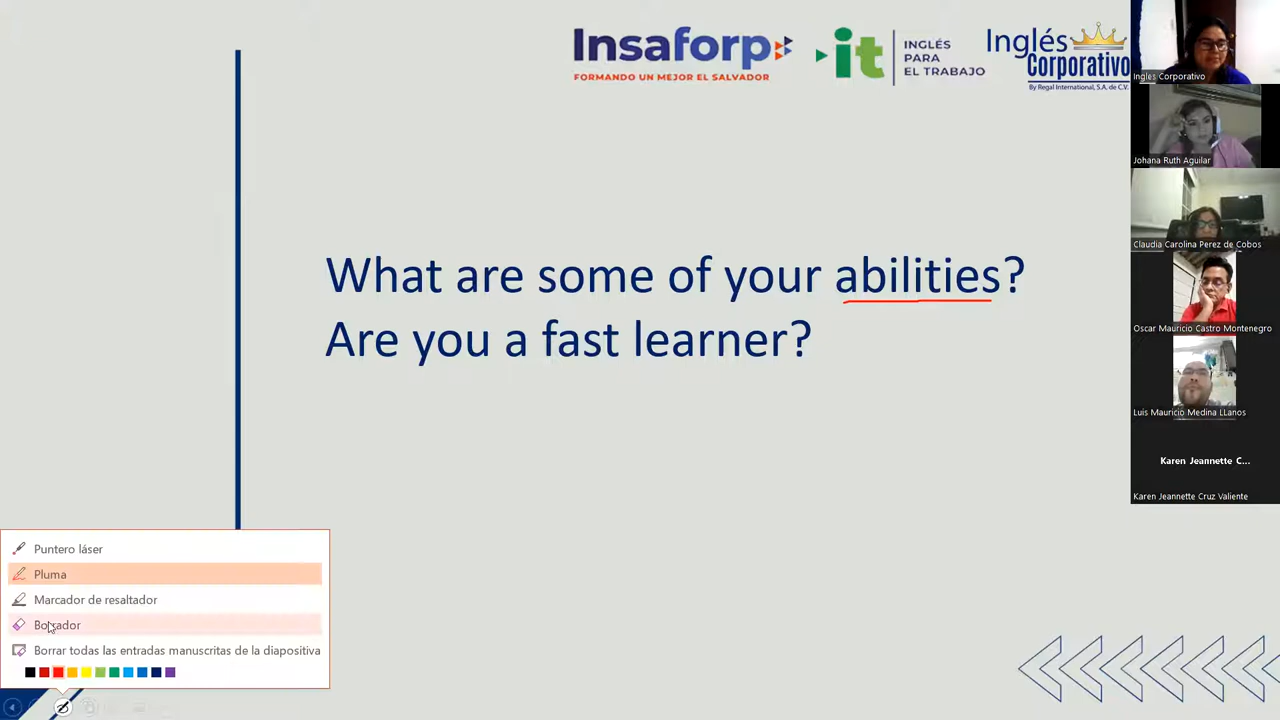 Insaforp
FORMANDO UN MEJOR EL SALVADOR
it
INGLÉS
PARA
EL TRABAJO
Inglés
Corporativo
By Regal International, S.A. de C.V.
Ingles Corporativo
Johana Ruth Aguilar
Claudia Carolina Perez de Cobos
Oscar Mauricio Castro Montenegro
Luis Mauricio Medina LLanos
Karen Jeannette C...
Karen Jeannette Cruz Valiente
What are some of your abilities?
Are you a fast learner?
Puntero láser
Pluma
Marcador de resaltador
Borrador
Borrar todas las entradas manuscritas de la diapositiva